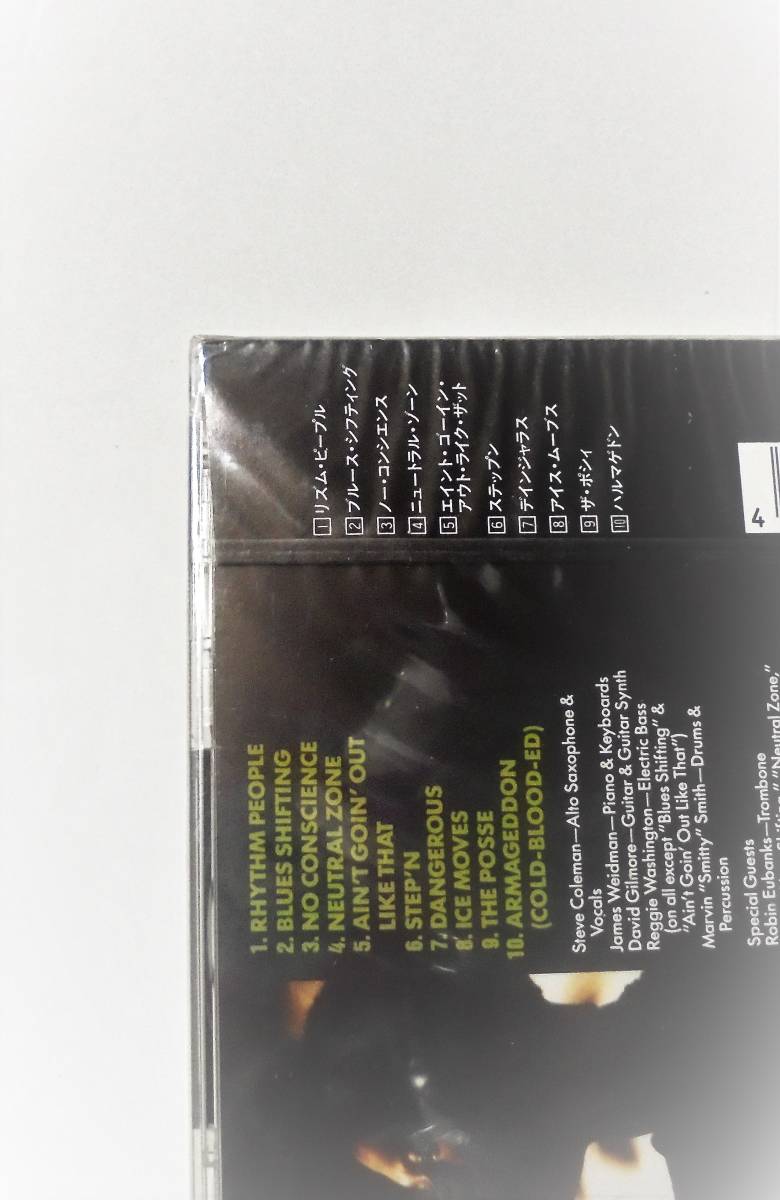 1. RHYTHM PEOPLE
2. BLUES SHIFTING
3. NO CONSCIENCE
4. NEUTRAL ZONE
5. AIN'T GOIN' OUT
LIKE THAT
6. STEP'N
7. DANGEROUS
8. ICE MOVES
9. THE POSSE
10. ARMAGEDDON
(COLD-BLOOD-ED)
Steve Coleman—Alto Saxophone &
Vocals
James Weidman—Piano & Keyboards
David Gilmore—Guitar & Guitar Synth
Reggie Washington—Electric Bass
(on all except "Blues Shifting" &
"Ain't Goin' Out Like That")
Marvin "Smitty" Smith—Drums &
Percussion
Special Guests
Robin Eubanks—Trombone
"Neutral Zone,"
1 リズム・ピープル
2 ブルース・シフティング
3 ノー・コンシエンス
4 ニュートラル・ゾーン
5 エイント・ゴーイン・
アウト・ライク・ザット
6 ステップン
7 デインジャラス
8 アイス・ムーブス
9 ザ・ポシィ
10 ハルマゲドン
4